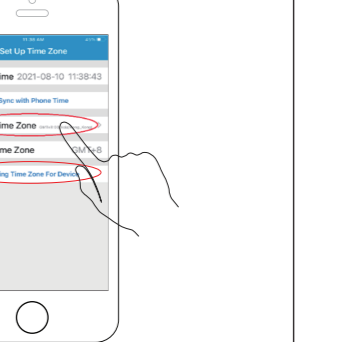 11:38 AM
Set Up Time Zone
ime 2021-08-10 11:38:43
Sync with Phone Time
ime Zone
me Zone GMT+8
ing Time Zone For Device